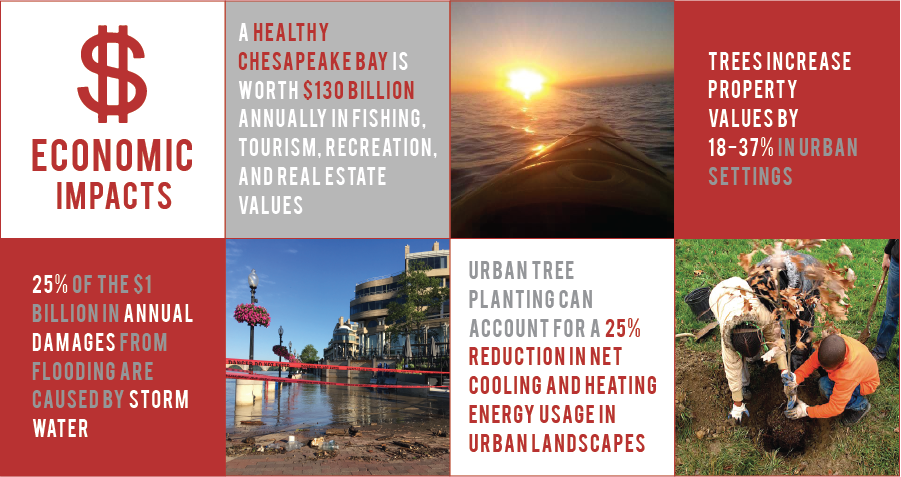 $
ECONOMIC
IMPACTS
A HEALTHY
CHESAPEAKE BAY IS
WORTH $130 BILLION
ANNUALLY IN FISHING,
TOURISM, RECREATION,
AND REAL ESTATE
VALUES
TREES INCREASE
PROPERTY
VALUES BY
18-37% IN URBAN
SETTINGS
25% OF THE $1
BILLION IN ANNUAL
DAMAGES FROM
FLOODING ARE
CAUSED BY STORM
WATER
URBAN TREE
PLANTING CAN
ACCOUNT FOR A 25%
REDUCTION IN NET
COOLING AND HEATING
ENERGY USAGE IN
URBAN LANDSCAPES